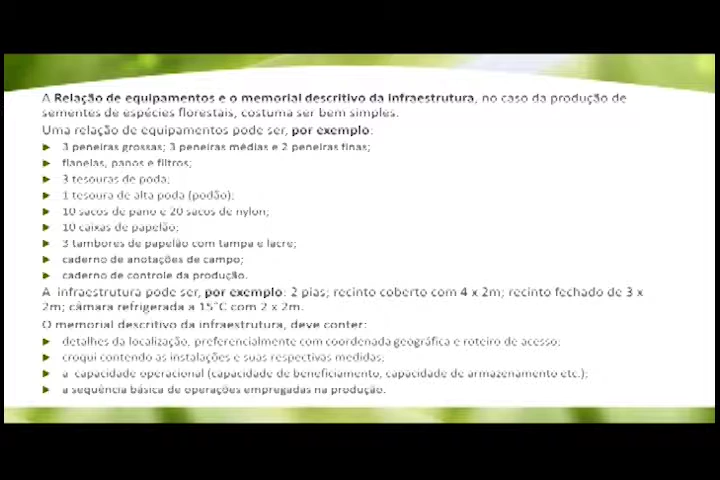 A Relação de equipamentos e o memorial descritivo da infraestrutura, no caso da produção de
sementes de espécies florestais, costuma ser bem simples.
Uma relação de equipamentos pode ser, por exemplo:
3 peneiras grossas; 3 peneiras médias e 2 peneiras finas;
flanelas, panos e filtros;
3 tesouras de poda;
1 tesoura de alta poda (podão);
10 sacos de pano e 20 sacos de nylon;
10 caixas de papelão;
3 tambores de papelão com tampa e lacre;
caderno de anotações de campo;
caderno de controle da produção.
A infraestrutura pode ser, por exemplo: 2 pias; recinto coberto com 4 x 2m; recinto fechado de 3 x
2m; câmara refrigerada a 15°C com 2 x 2m.
O memorial descritivo da infraestrutura, deve conter:
detalhes da localização, preferencialmente com coordenada geográfica e roteiro de acesso;
croqui contendo as instalações e suas respectivas medidas;
a capacidade operacional (capacidade de beneficiamento, capacidade de armazenamento etc.);
a sequência básica de operações empregadas na produção.